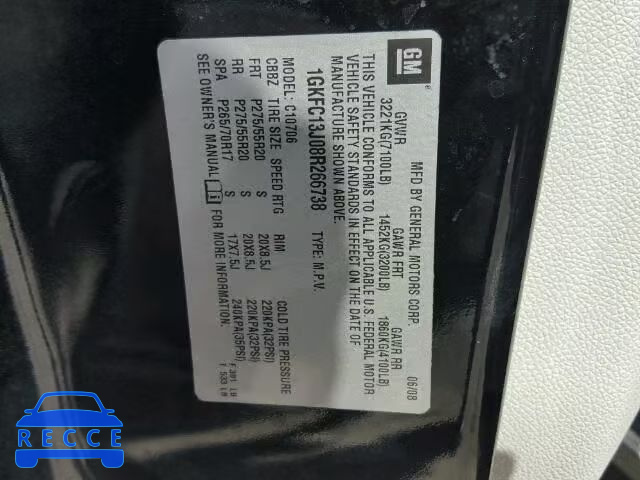 GM
®
MFD BY GENERAL MOTORS CORP. 06/08
GVWR GAWR FRT GAWR RR
3221KG(7100LB) 1452KG(3200LB) 1860KG(4100LB)
THIS VEHICLE CONFORMS TO ALL APPLICABLE U.S. FEDERAL MOTOR
VEHICLE SAFETY STANDARDS IN EFFECT ON THE DATE OF
MANUFACTURE SHOWN ABOVE.
1GKFC13J08R266738 TYPE: M.P.V.
MODEL: C10706
CBBZ TIRE SIZE SPEED RTG RIM COLD TIRE PRESSURE
FRT P275/55R20 S 20X8.5J 220KPA(32PSI)
RR P275/55R20 S 20X8.5J 220KPA(32PSI)
SPA P265/70R17 S 17X7.5J 240KPA(35PSI)
SEE OWNER'S MANUAL FOR MORE INFORMATION.
F 391 LB
T 533 LB
RECCE